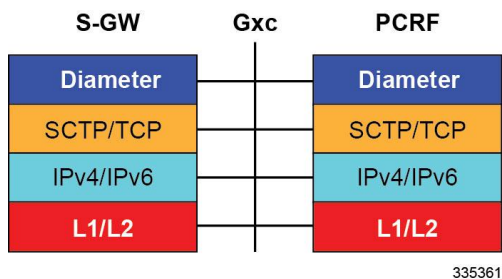 S-GW Gxc PCRF
Diameter Diameter
SCTP/TCP SCTP/TCP
IPv4/IPv6 IPv4/IPv6
L1/L2 L1/L2
335361